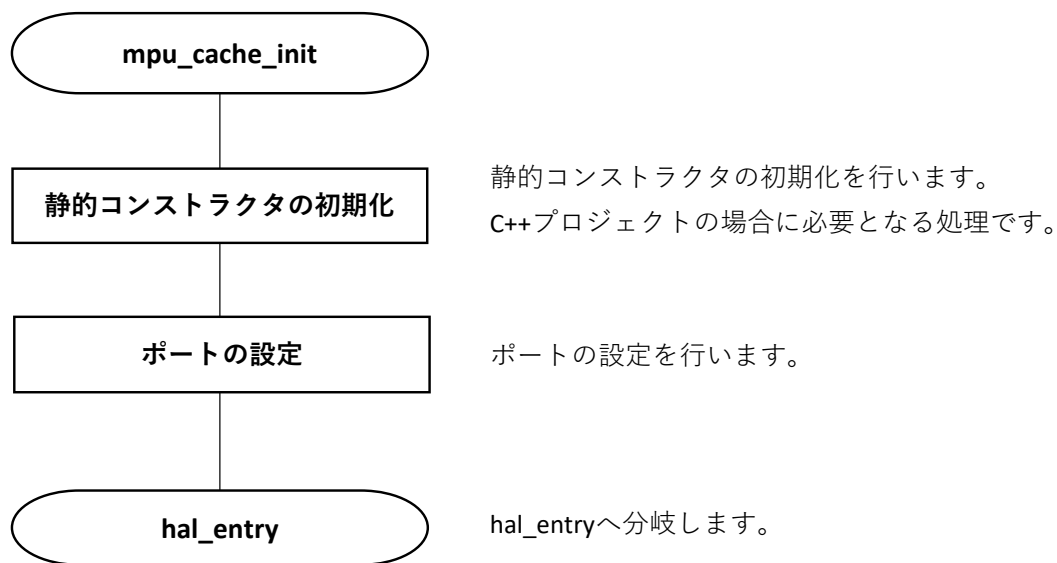 mpu_cache_init
静的コンストラクタの初期化
静的コンストラクタの初期化を行います。
C++プロジェクトの場合に必要となる処理です。
ポートの設定
ポートの設定を行います。
hal_entry
hal_entryへ分岐します。